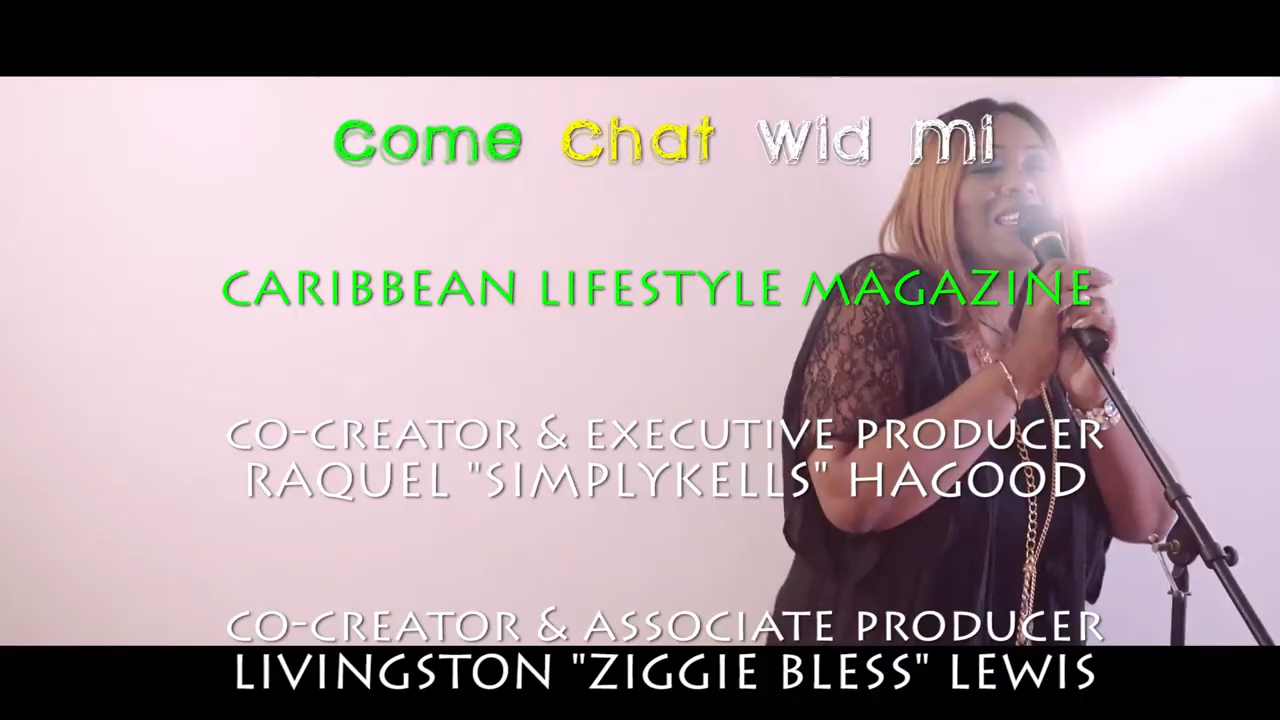 come chat wid mi
CARIBBEAN LIFESTYLE MAGAZINE
CO-CREATOR & EXECUTIVE PRODUCER
RAQUEL "SIMPLYKELLS" HAGOOD
CO-CREATOR & ASSOCIATE PRODUCER
LIVINGSTON "ZIGGIE BLESS" LEWIS